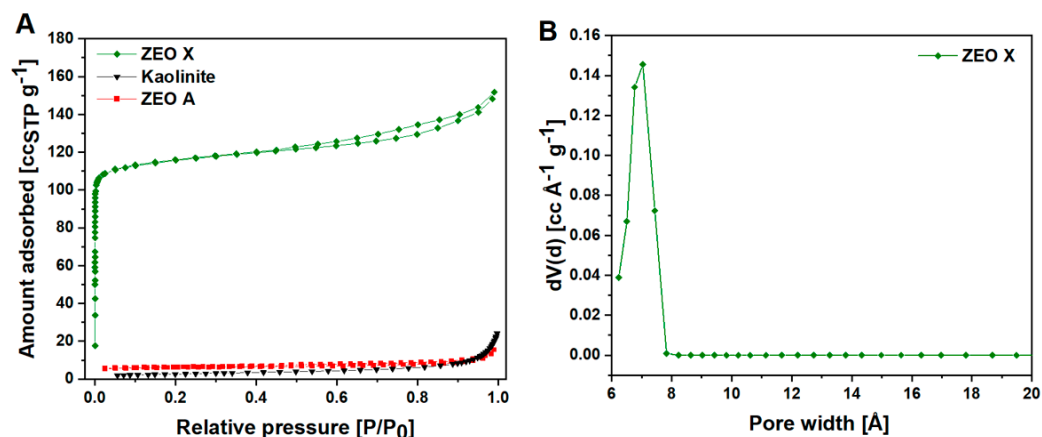 A
ZEO X
Kaolinite
ZEO A
Amount adsorbed [ccSTP g-1]
180
160
140
120
100
80
60
40
20
0
0.0 0.2 0.4 0.6 0.8 1.0
Relative pressure [P/P0]
B
ZEO X
dV(d) [cc Å-1 g-1]
0.16
0.14
0.12
0.10
0.08
0.06
0.04
0.02
0.00
6 8 10 12 14 16 18 20
Pore width [Å]